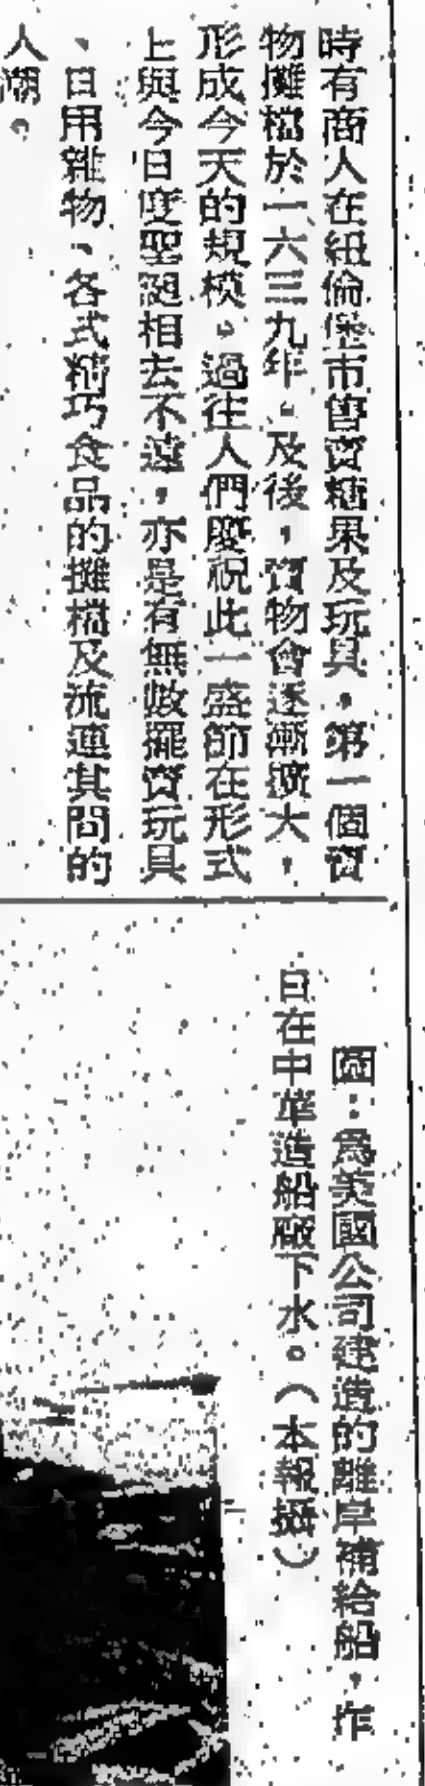 時有商人在紐倫堡市售賣糖果及玩具，第一個賣
物攤檔於一六三九年。及後，賣物會逐漸擴大，
形成今天的規模。過往人們慶祝此一盛節在形式
上與今日度聖誕相去不遠，亦是有無數擺賣玩具
、日用雜物、各式精巧食品的攤檔及流連其間的
人潮。
圖：為美國公司建造的離岸補給船，昨
日在中華造船廠下水。（本報攝）